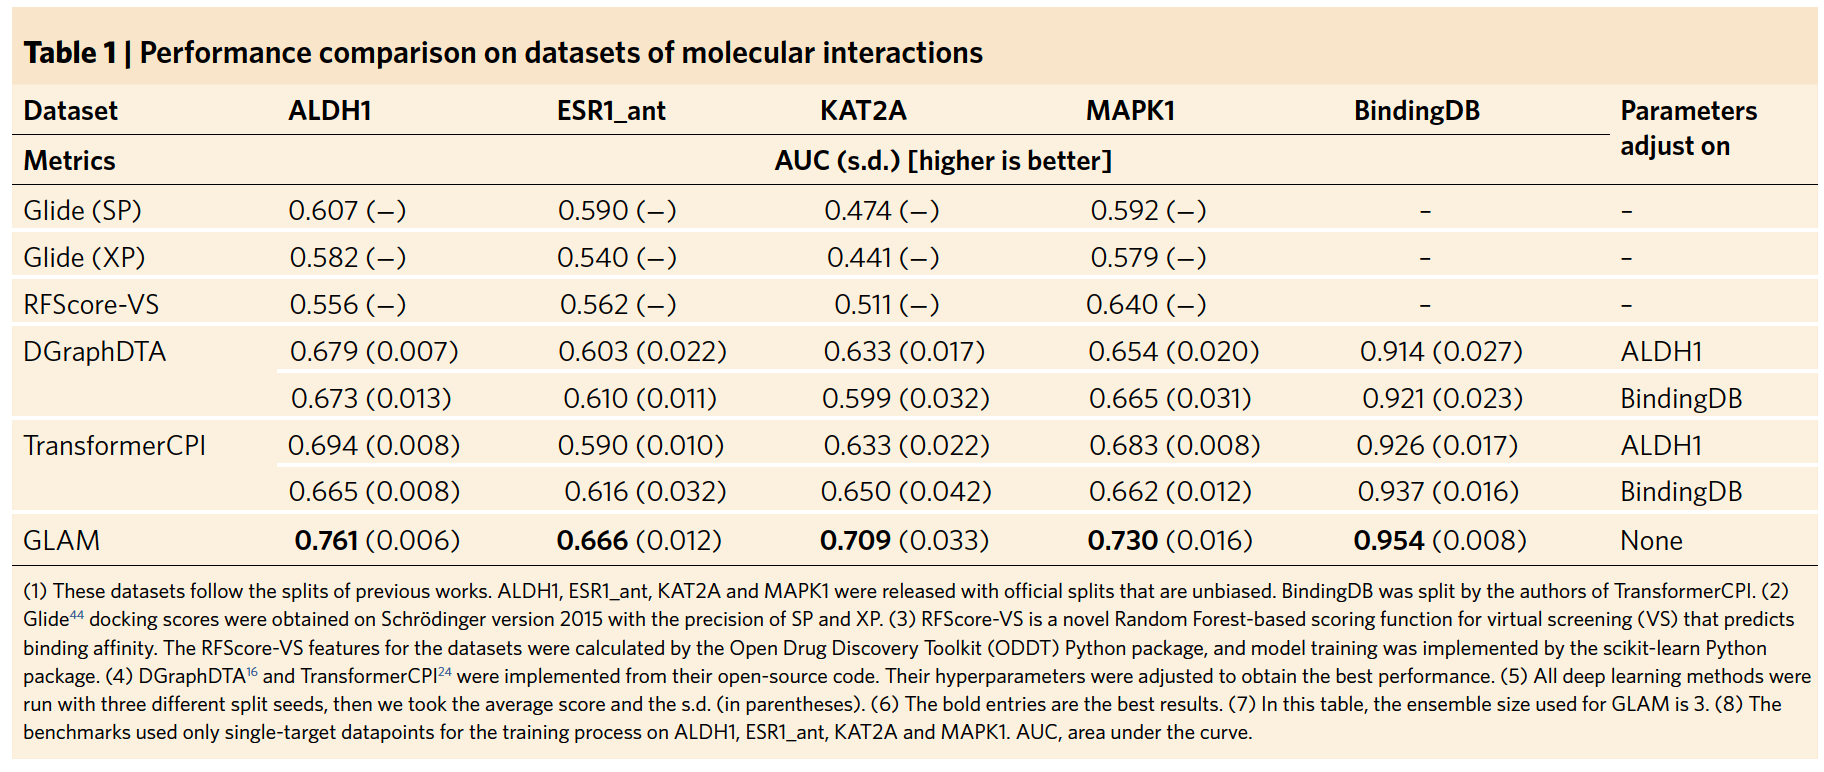 Table 1 | Performance comparison on datasets of molecular interactions
Dataset ALDH1 ESR1_ant KAT2A MAPK1 BindingDB Parameters adjust on
Metrics AUC (s.d.) [higher is better]
Glide (SP) 0.607 (–) 0.590 (–) 0.474 (–) 0.592 (–) – –
Glide (XP) 0.582 (–) 0.540 (–) 0.441 (–) 0.579 (–) – –
RFScore-VS 0.556 (–) 0.562 (–) 0.511 (–) 0.640 (–) – –
DGraphDTA 0.679 (0.007) 0.603 (0.022) 0.633 (0.017) 0.654 (0.020) 0.914 (0.027) ALDH1
0.673 (0.013) 0.610 (0.011) 0.599 (0.032) 0.665 (0.031) 0.921 (0.023) BindingDB
TransformerCPI 0.694 (0.008) 0.590 (0.010) 0.633 (0.022) 0.683 (0.008) 0.926 (0.017) ALDH1
0.665 (0.008) 0.616 (0.032) 0.650 (0.042) 0.662 (0.012) 0.937 (0.016) BindingDB
GLAM 0.761 (0.006) 0.666 (0.012) 0.709 (0.033) 0.730 (0.016) 0.954 (0.008) None
(1) These datasets follow the splits of previous works. ALDH1, ESR1_ant, KAT2A and MAPK1 were released with official splits that are unbiased. BindingDB was split by the authors of TransformerCPI. (2)
Glide44 docking scores were obtained on Schrödinger version 2015 with the precision of SP and XP. (3) RFScore-VS is a novel Random Forest-based scoring function for virtual screening (VS) that predicts
binding affinity. The RFScore-VS features for the datasets were calculated by the Open Drug Discovery Toolkit (ODDT) Python package, and model training was implemented by the scikit-learn Python
package. (4) DGraphDTA16 and TransformerCPI24 were implemented from their open-source code. Their hyperparameters were adjusted to obtain the best performance. (5) All deep learning methods were
run with three different split seeds, then we took the average score and the s.d. (in parentheses). (6) The bold entries are the best results. (7) In this table, the ensemble size used for GLAM is 3. (8) The
benchmarks used only single-target datapoints for the training process on ALDH1, ESR1_ant, KAT2A and MAPK1. AUC, area under the curve.